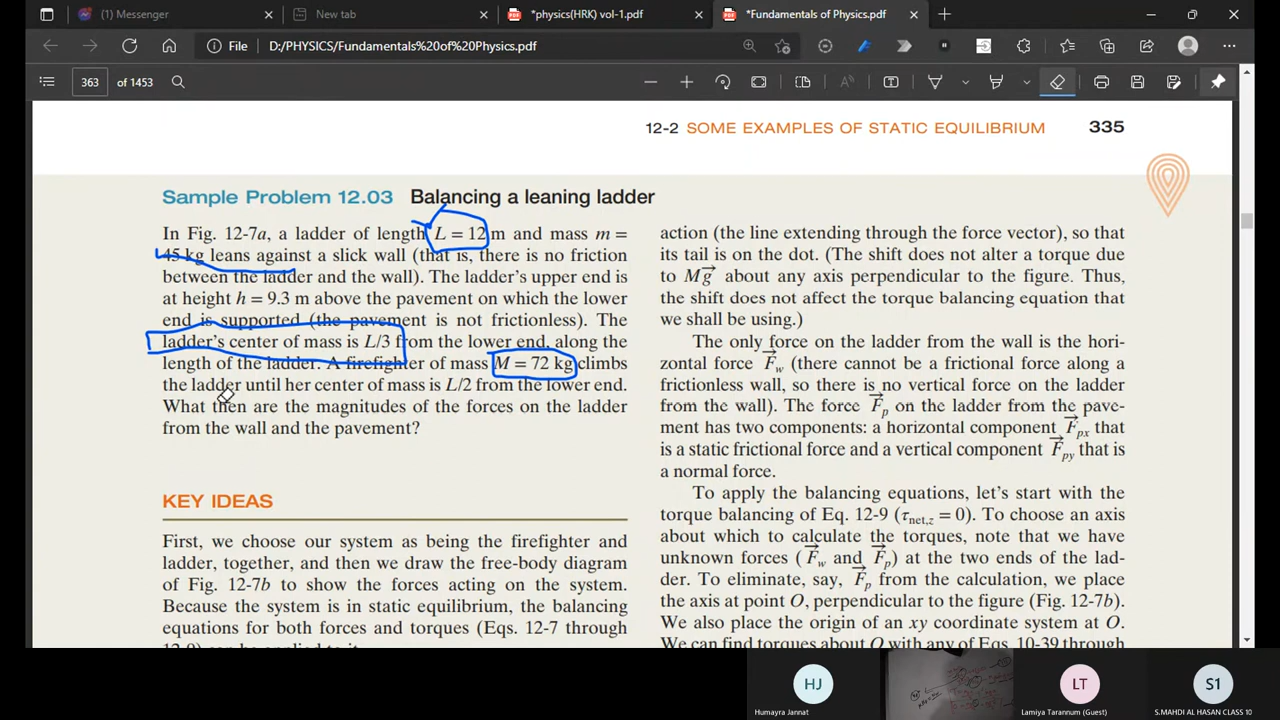 (1) Messenger
New tab
*physics(HRK) vol-1.pdf
*Fundamentals of Physics.pdf
File
D:/PHYSICS/Fundamentals%20of%20Physics.pdf
363 of 1453
12-2 SOME EXAMPLES OF STATIC EQUILIBRIUM 335
Sample Problem 12.03 Balancing a leaning ladder
In Fig. 12-7a, a ladder of length L = 12 m and mass m =
45 kg leans against a slick wall (that is, there is no friction
between the ladder and the wall). The ladder's upper end is
at height h = 9.3 m above the pavement on which the lower
end is supported (the pavement is not frictionless). The
ladder's center of mass is L/3 from the lower end, along the
length of the ladder. A firefighter of mass M = 72 kg climbs
the ladder until her center of mass is L/2 from the lower end.
What then are the magnitudes of the forces on the ladder
from the wall and the pavement?
KEY IDEAS
First, we choose our system as being the firefighter and
ladder, together, and then we draw the free-body diagram
of Fig. 12-7b to show the forces acting on the system.
Because the system is in static equilibrium, the balancing
equations for both forces and torques (Eqs. 12-7 through
12-9) can be applied to it.
action (the line extending through the force vector), so that
its tail is on the dot. (The shift does not alter a torque due
to Mg⃗ about any axis perpendicular to the figure. Thus,
the shift does not affect the torque balancing equation that
we shall be using.)
The only force on the ladder from the wall is the hori-
zontal force F⃗w (there cannot be a frictional force along a
frictionless wall, so there is no vertical force on the ladder
from the wall). The force F⃗p on the ladder from the pave-
ment has two components: a horizontal component F⃗px that
is a static frictional force and a vertical component F⃗py that is
a normal force.
To apply the balancing equations, let's start with the
torque balancing of Eq. 12-9 (τnet,z = 0). To choose an axis
about which to calculate the torques, note that we have
unknown forces (F⃗w and F⃗p) at the two ends of the lad-
der. To eliminate, say, F⃗p from the calculation, we place
the axis at point O, perpendicular to the figure (Fig. 12-7b).
We also place the origin of an xy coordinate system at O.
We can find torques about O with any of Eqs. 10-39 through
HJ
Humayra Jannat
LT
Lamiya Tarannum (Guest)
S1
S.MAHDI AL HASAN CLASS 10